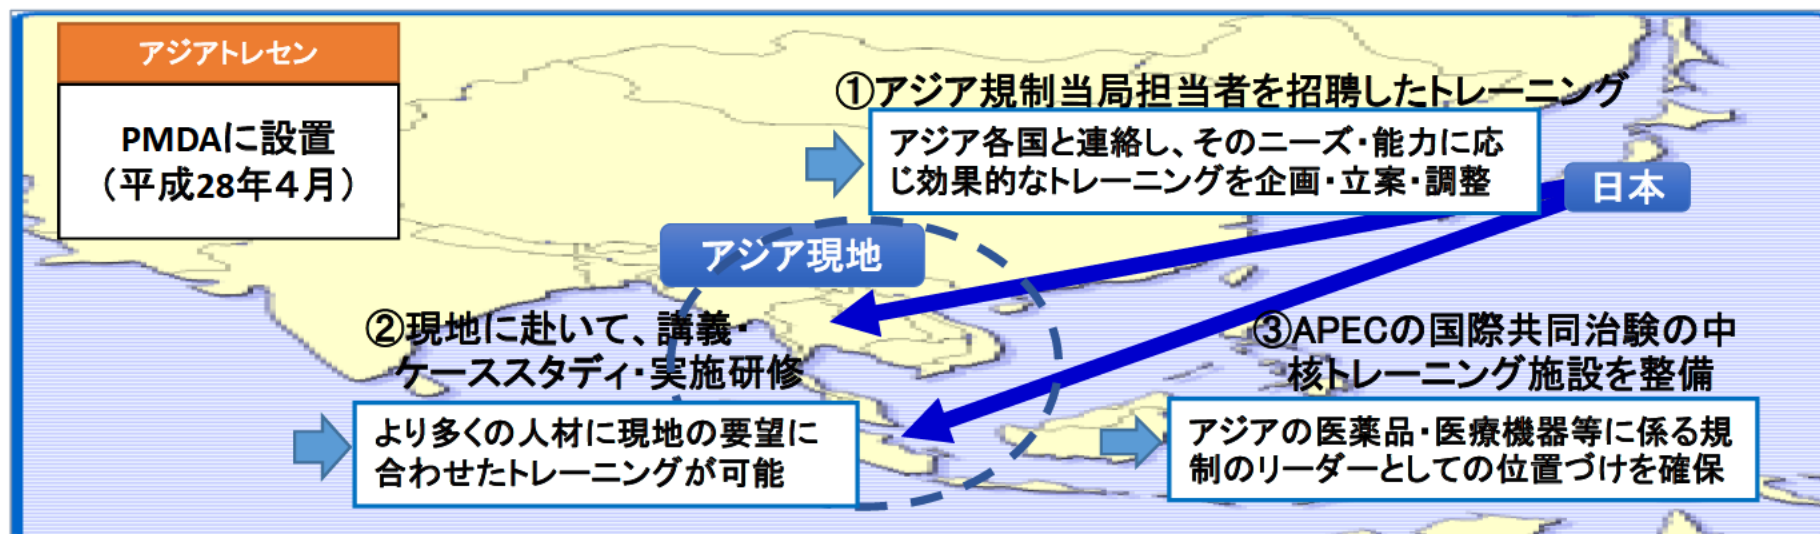 アジアトレセン
PMDAに設置
（平成28年4月）
①アジア規制当局担当者を招聘したトレーニング
アジア各国と連絡し、そのニーズ・能力に応
じ効果的なトレーニングを企画・立案・調整
日本
アジア現地
②現地に赴いて、講義・
ケーススタディ・実施研修
より多くの人材に現地の要望に
合わせたトレーニングが可能
③APECの国際共同治験の中
核トレーニング施設を整備
アジアの医薬品・医療機器等に係る規
制のリーダーとしての位置づけを確保